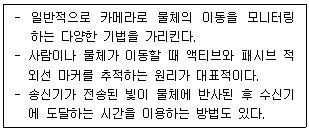 - 일반적으로 카메라로 물체의 이동을 모니터링
하는 다양한 기법을 가리킨다.
- 사람이나 물체가 이동할 때 액티브와 패시브 적
외선 마커를 추적하는 원리가 대표적이다.
- 송신기가 전송된 빛이 물체에 반사된 후 수신기
에 도달하는 시간을 이용하는 방법도 있다.